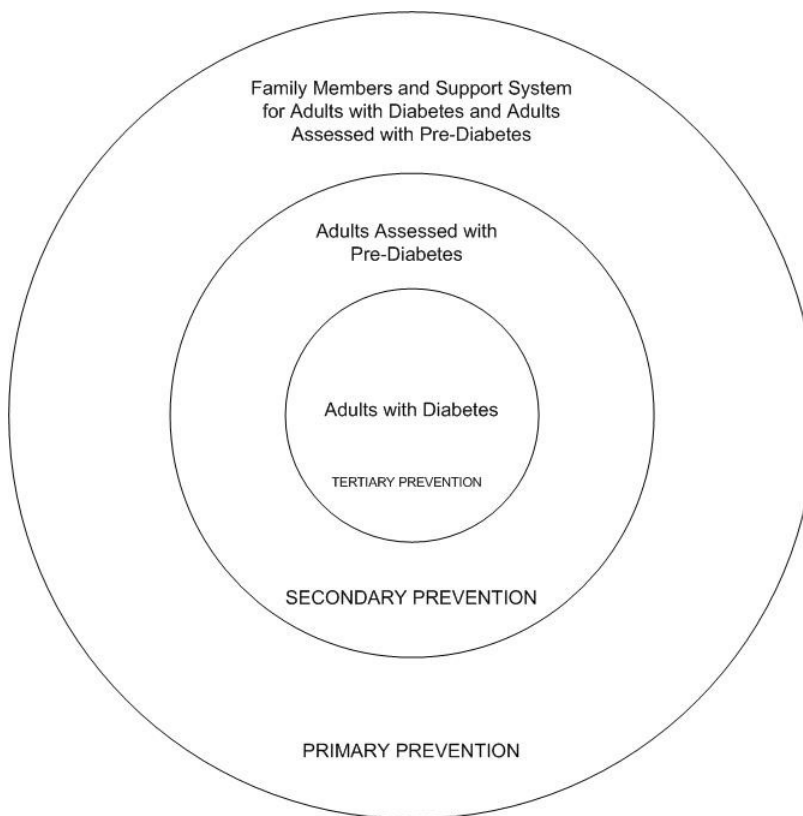 Family Members and Support System
for Adults with Diabetes and Adults
Assessed with Pre-Diabetes
Adults Assessed with
Pre-Diabetes
Adults with Diabetes
TERTIARY PREVENTION
SECONDARY PREVENTION
PRIMARY PREVENTION